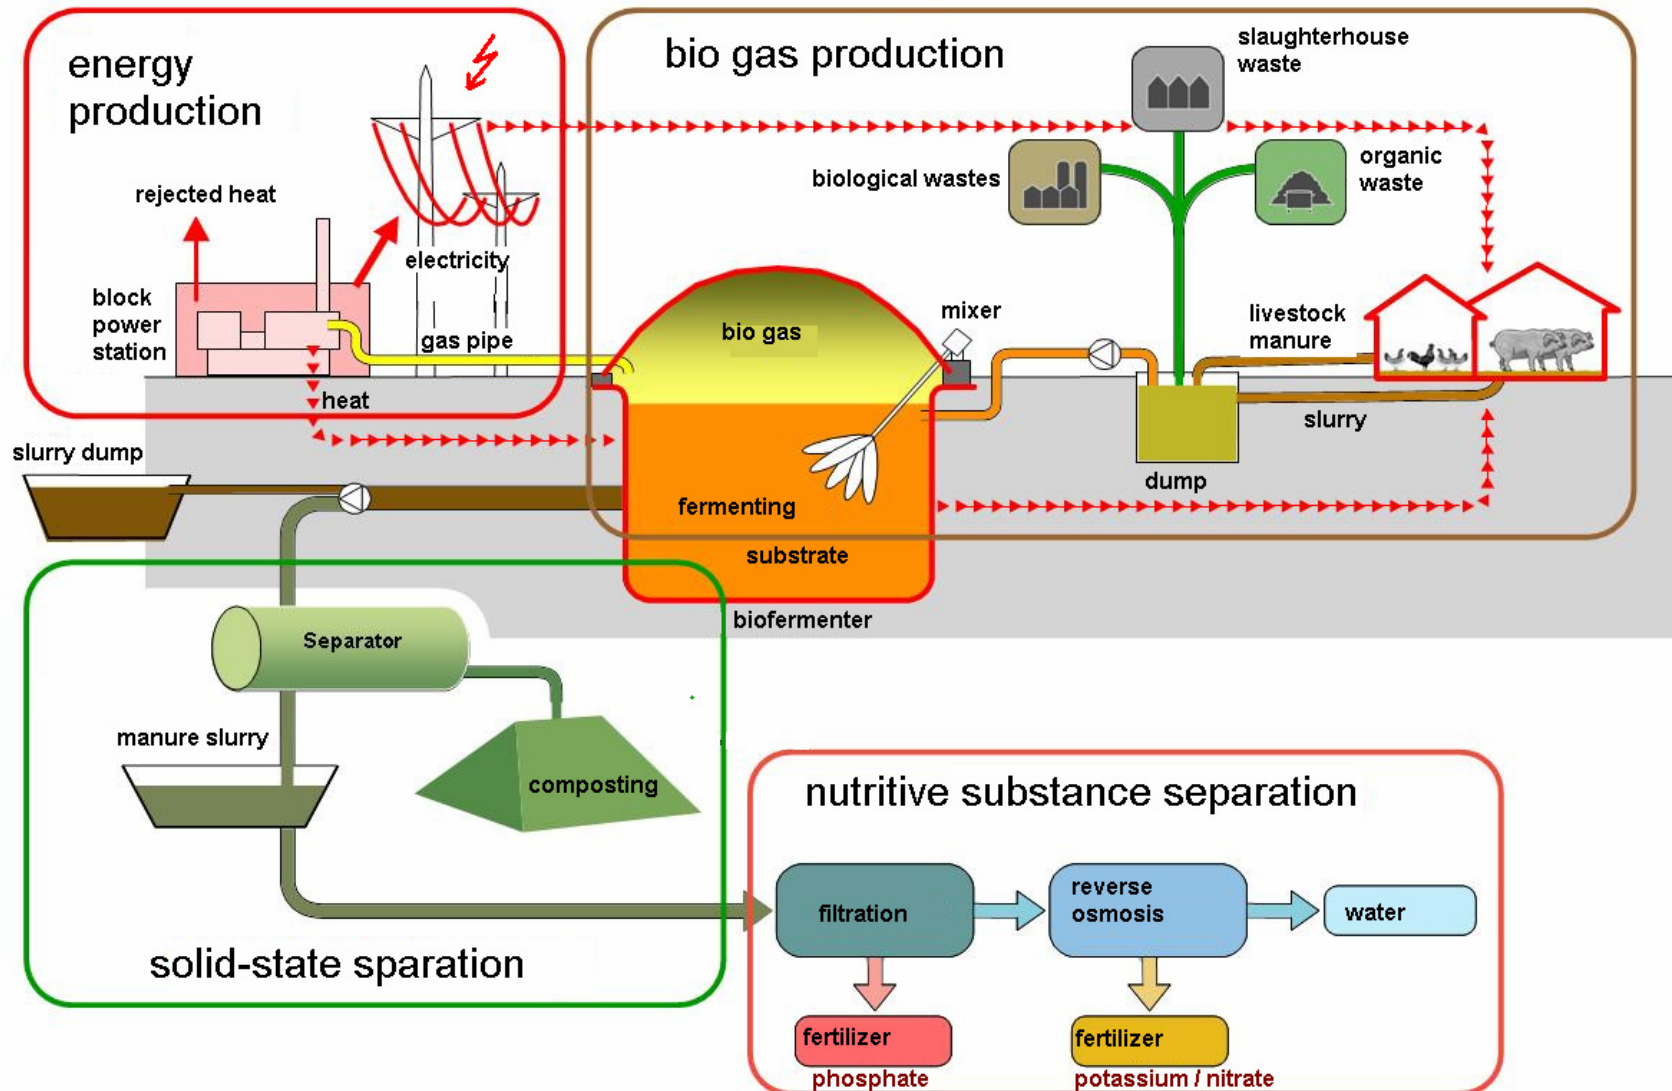 energy
production
rejected heat
electricity
block
power
station
gas pipe
heat
bio gas production
slaughterhouse
waste
biological wastes
organic
waste
bio gas
mixer
livestock
manure
slurry
dump
fermenting
substrate
biofermenter
slurry dump
Separator
manure slurry
composting
solid-state sparation
nutritive substance separation
filtration
reverse
osmosis
water
fertilizer
phosphate
fertilizer
potassium / nitrate